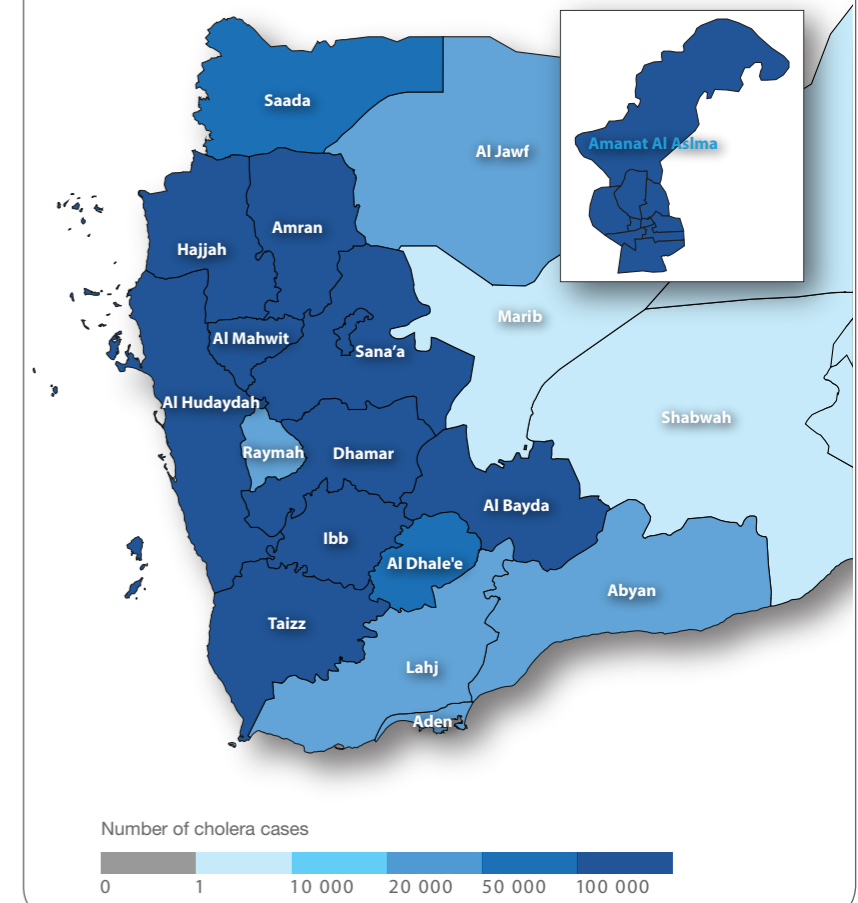 Saada
Al Jawf
Amanat Al Aslma
Amran
Hajjah
Marib
Al Mahwit
Sana’a
Al Hudaydah
Shabwah
Raymah
Dhamar
Al Bayda
Ibb
Al Dhale'e
Abyan
Taizz
Lahj
Aden
Number of cholera cases
0 1 10 000 20 000 50 000 100 000